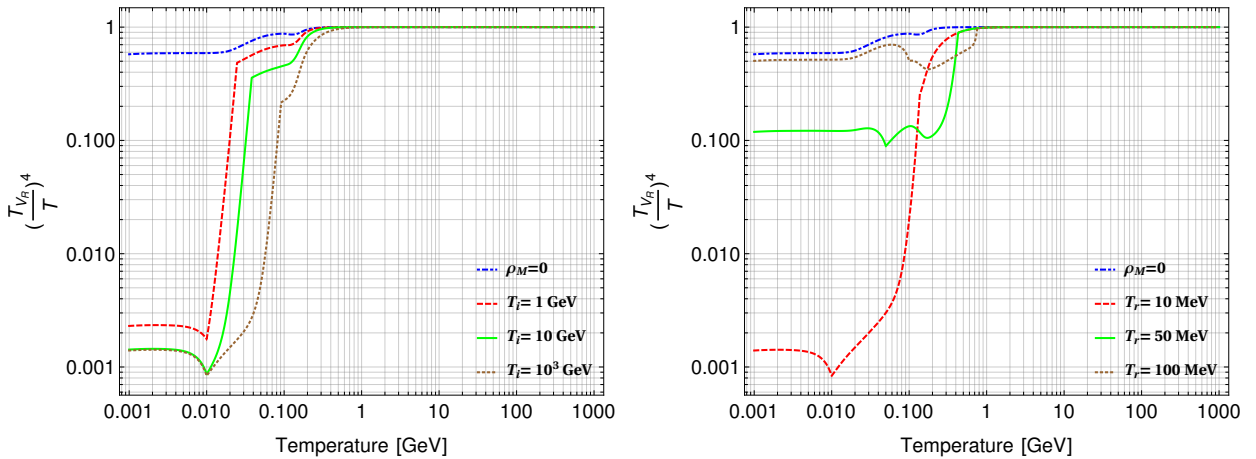 1
0.100
0.010
0.001
(T_{ν_R}/T)^4
ρ_M=0
T_i= 1 GeV
T_i= 10 GeV
T_i= 10^3 GeV
0.001 0.010 0.100 1 10 100 1000
Temperature [GeV]
1
0.100
0.010
0.001
(T_{ν_R}/T)^4
ρ_M=0
T_r= 10 MeV
T_r= 50 MeV
T_r= 100 MeV
0.001 0.010 0.100 1 10 100 1000
Temperature [GeV]